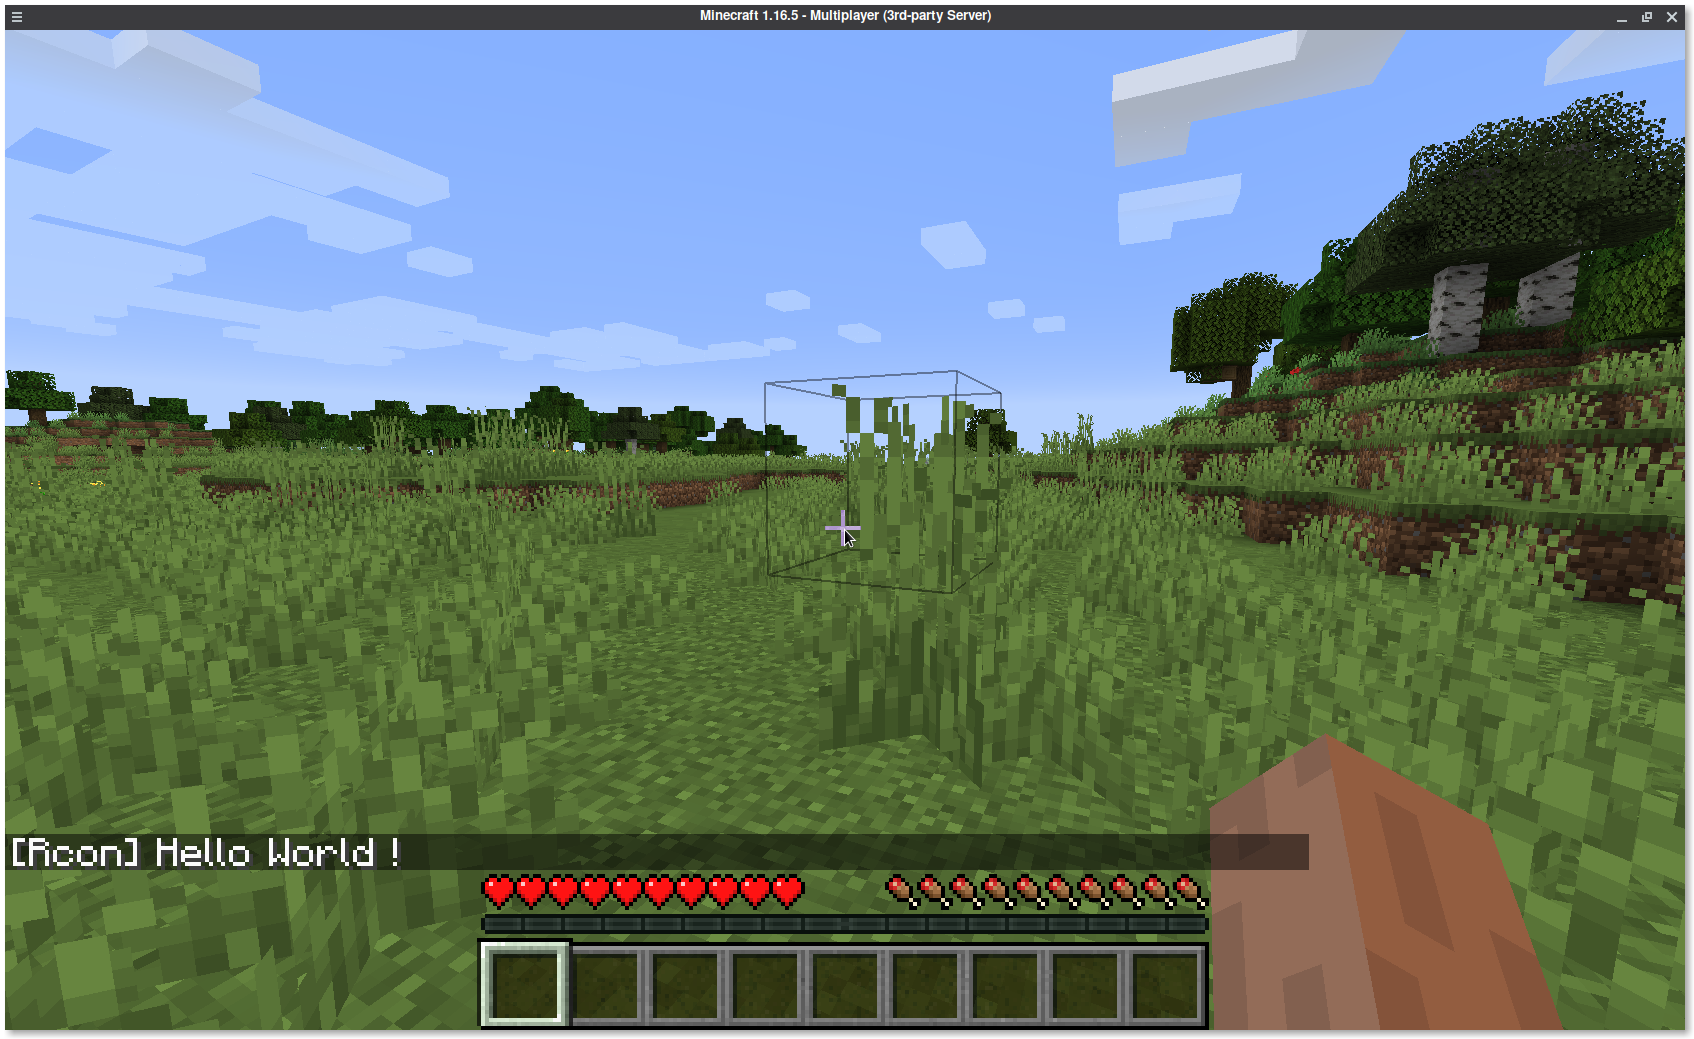 Minecraft 1.16.5 - Multiplayer (3rd-party Server)
[Rcon] Hello World !